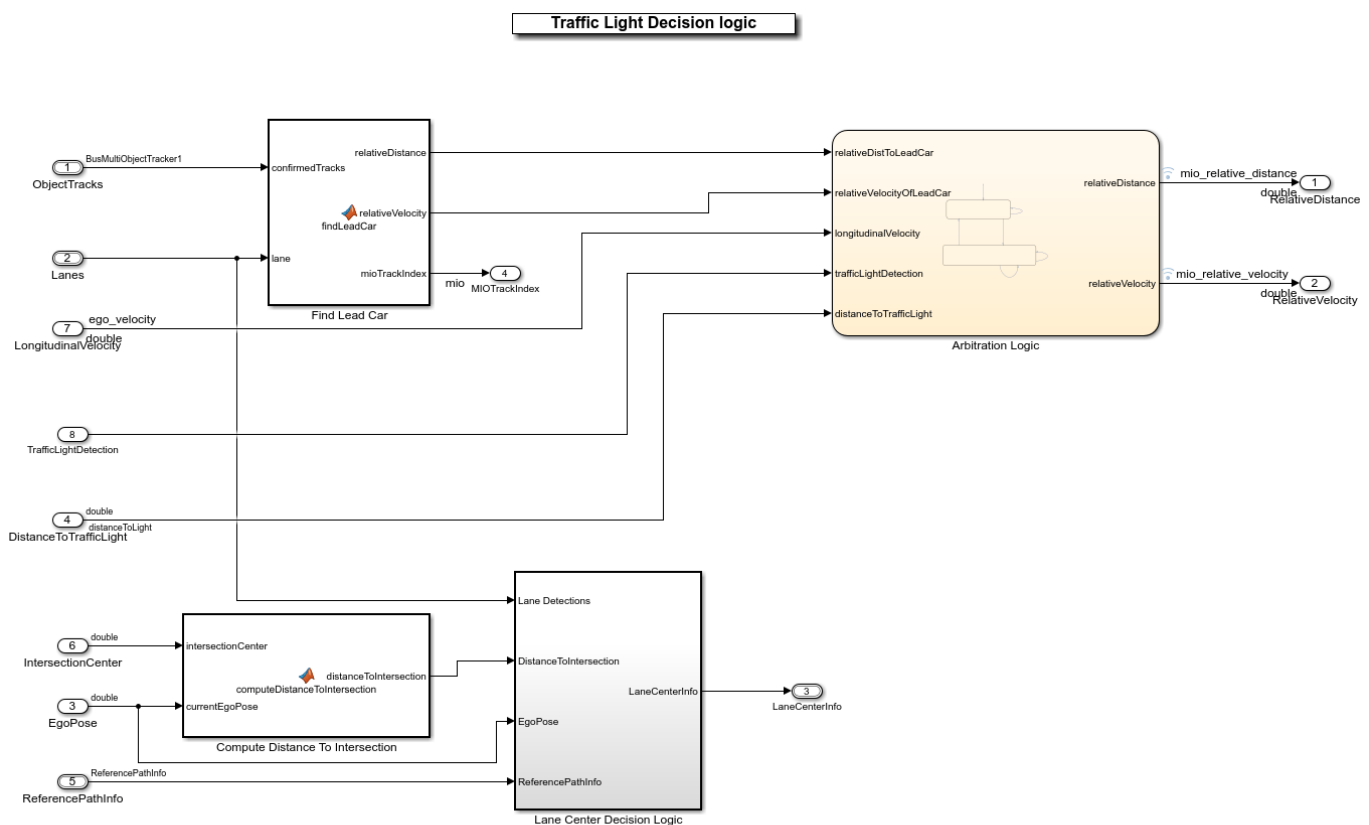 Traffic Light Decision logic
1
BusMultiObjectTracker1
ObjectTracks
confirmedTracks
relativeDistance
relativeVelocity
findLeadCar
2
Lanes
lane
mioTrackIndex
mio
4
MIOTrackIndex
Find Lead Car
7
ego_velocity
double
LongitudinalVelocity
relativeDistToLeadCar
relativeVelocityOfLeadCar
longitudinalVelocity
trafficLightDetection
distanceToTrafficLight
relativeDistance
relativeVelocity
Arbitration Logic
mio_relative_distance
double
1
RelativeDistance
mio_relative_velocity
double
2
RelativeVelocity
8
TrafficLightDetection
4
double
distanceToLight
DistanceToTrafficLight
6
double
IntersectionCenter
intersectionCenter
distanceToIntersection
computeDistanceToIntersection
3
double
EgoPose
currentEgoPose
Compute Distance To Intersection
5
ReferencePathInfo
ReferencePathInfo
Lane Detections
DistanceToIntersection
LaneCenterInfo
EgoPose
ReferencePathInfo
Lane Center Decision Logic
3
LaneCenterInfo